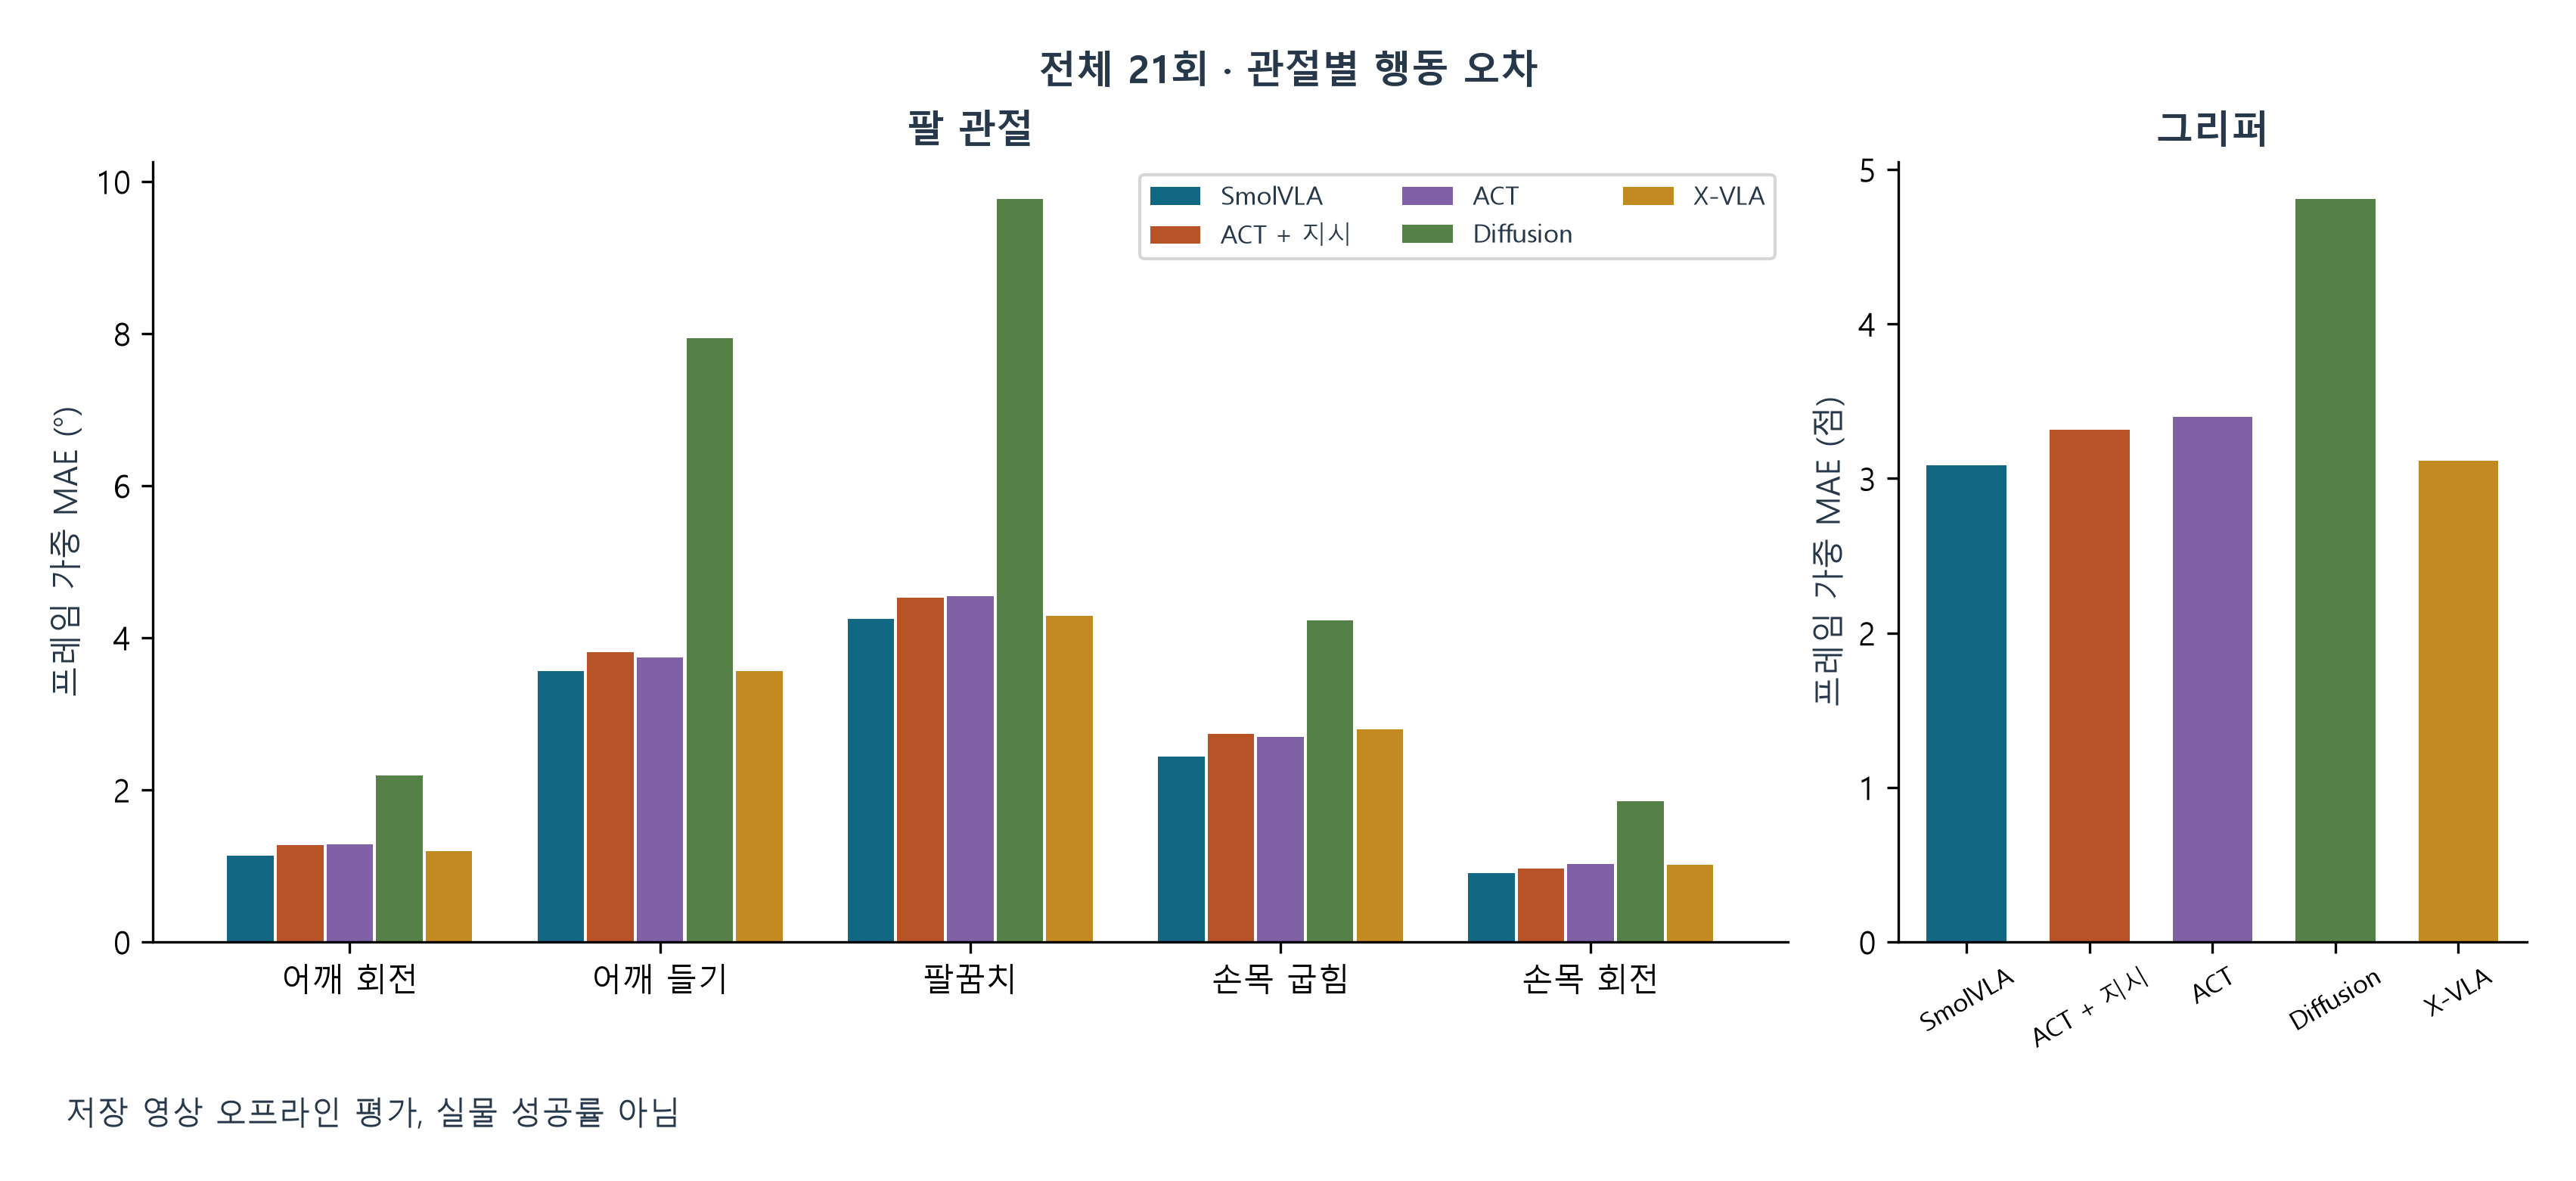 전체 21회 · 관절별 행동 오차
팔 관절
프레임 가중 MAE (°)
10
8
6
4
2
0
SmolVLA
ACT + 지시
ACT
Diffusion
X-VLA
어깨 회전
어깨 들기
팔꿈치
손목 굽힘
손목 회전
그리퍼
프레임 가중 MAE (점)
5
4
3
2
1
0
SmolVLA
ACT + 지시
ACT
Diffusion
X-VLA
저장 영상 오프라인 평가, 실물 성공률 아님